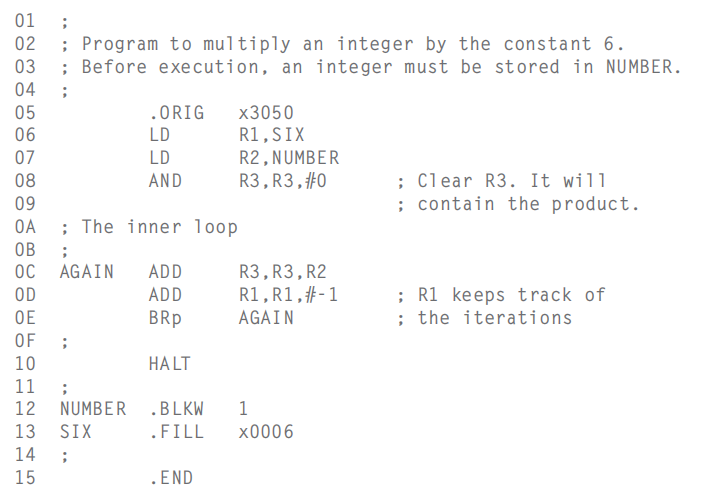 01 ;
02 ; Program to multiply an integer by the constant 6.
03 ; Before execution, an integer must be stored in NUMBER.
04 ;
05 .ORIG x3050
06 LD R1,SIX
07 LD R2,NUMBER
08 AND R3,R3,#0 ; Clear R3. It will
09 ; contain the product.
0A ; The inner loop
0B ;
0C AGAIN ADD R3,R3,R2
0D ADD R1,R1,#-1 ; R1 keeps track of
0E BRp AGAIN ; the iterations
0F ;
10 HALT
11 ;
12 NUMBER .BLKW 1
13 SIX .FILL x0006
14 ;
15 .END